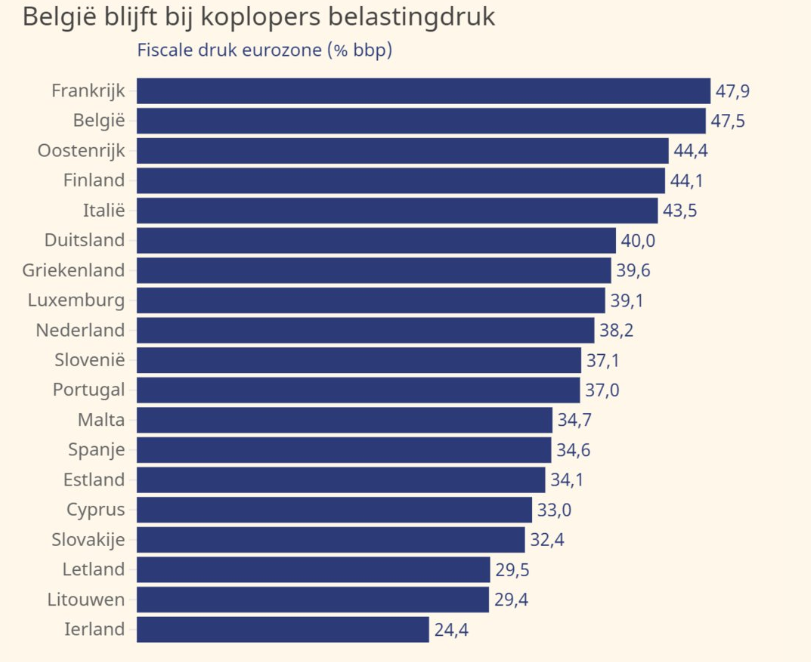 België blijft bij koplopers belastingdruk
Fiscale druk eurozone (% bbp)
Frankrijk 47,9
België 47,5
Oostenrijk 44,4
Finland 44,1
Italië 43,5
Duitsland 40,0
Griekenland 39,6
Luxemburg 39,1
Nederland 38,2
Slovenië 37,1
Portugal 37,0
Malta 34,7
Spanje 34,6
Estland 34,1
Cyprus 33,0
Slovakije 32,4
Letland 29,5
Litouwen 29,4
Ierland 24,4